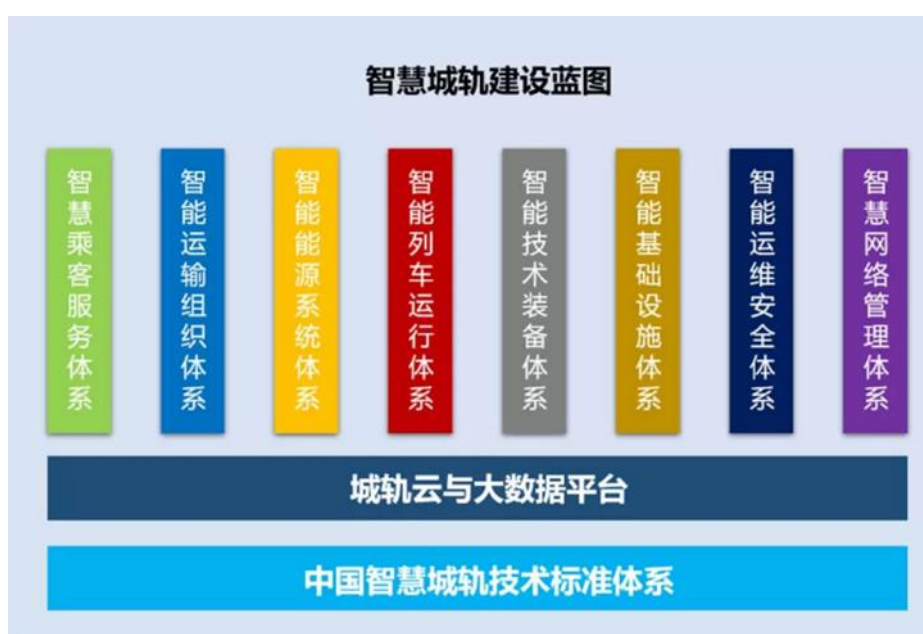 智慧城轨建设蓝图
智慧乘客服务体系
智能运输组织体系
智能能源系统体系
智能列车运行体系
智能技术装备体系
智能基础设施体系
智能运维安全体系
智慧网络管理体系
城轨云与大数据平台
中国智慧城轨技术标准体系